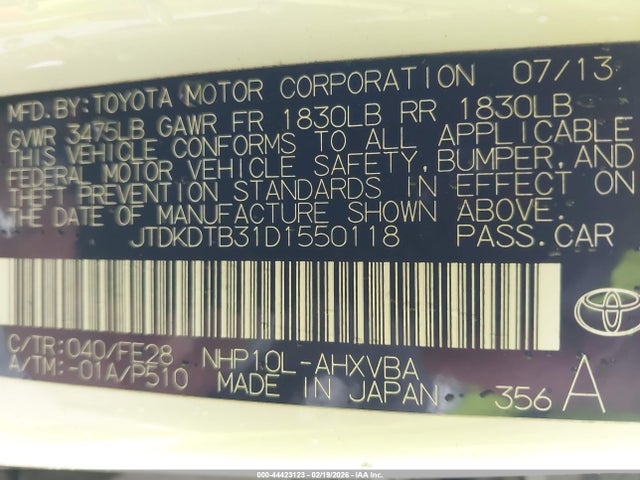 MFD.BY:TOYOTA MOTOR CORPORATION 07/13
GVWR 3475LB GAWR FR 1830LB RR 1830LB
THIS VEHICLE CONFORMS TO ALL APPLICABLE
FEDERAL MOTOR VEHICLE SAFETY,BUMPER,AND
THEFT PREVENTION STANDARDS IN EFFECT ON
THE DATE OF MANUFACTURE SHOWN ABOVE.
JTDKDTB31D1550118 PASS.CAR
C/TR:040/FE28 NHP10L-AHXVBA
A/TM:-01A/P510 MADE IN JAPAN 356 A
000-44423123 - 02/19/2026 - IAAI.COM